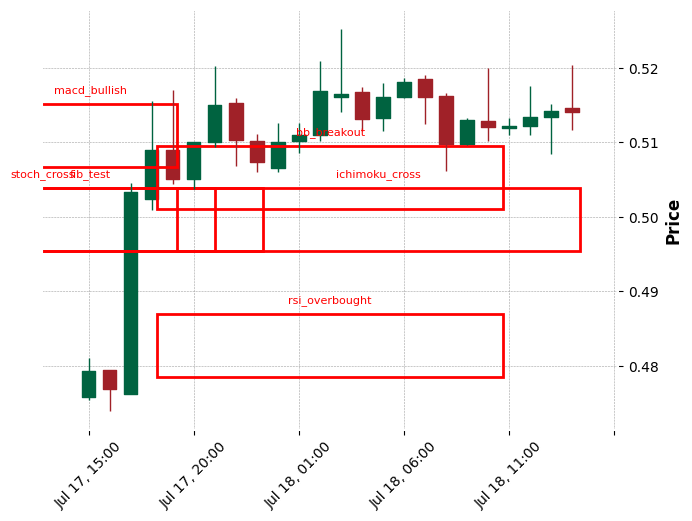 macd_bullish
0.52
bb_breakout
0.51
stoch_cross
fib_test
ichimoku_cross
0.50
Price
rsi_overbought
0.49
0.48
Jul 17, 15:00
Jul 17, 20:00
Jul 18, 01:00
Jul 18, 06:00
Jul 18, 11:00